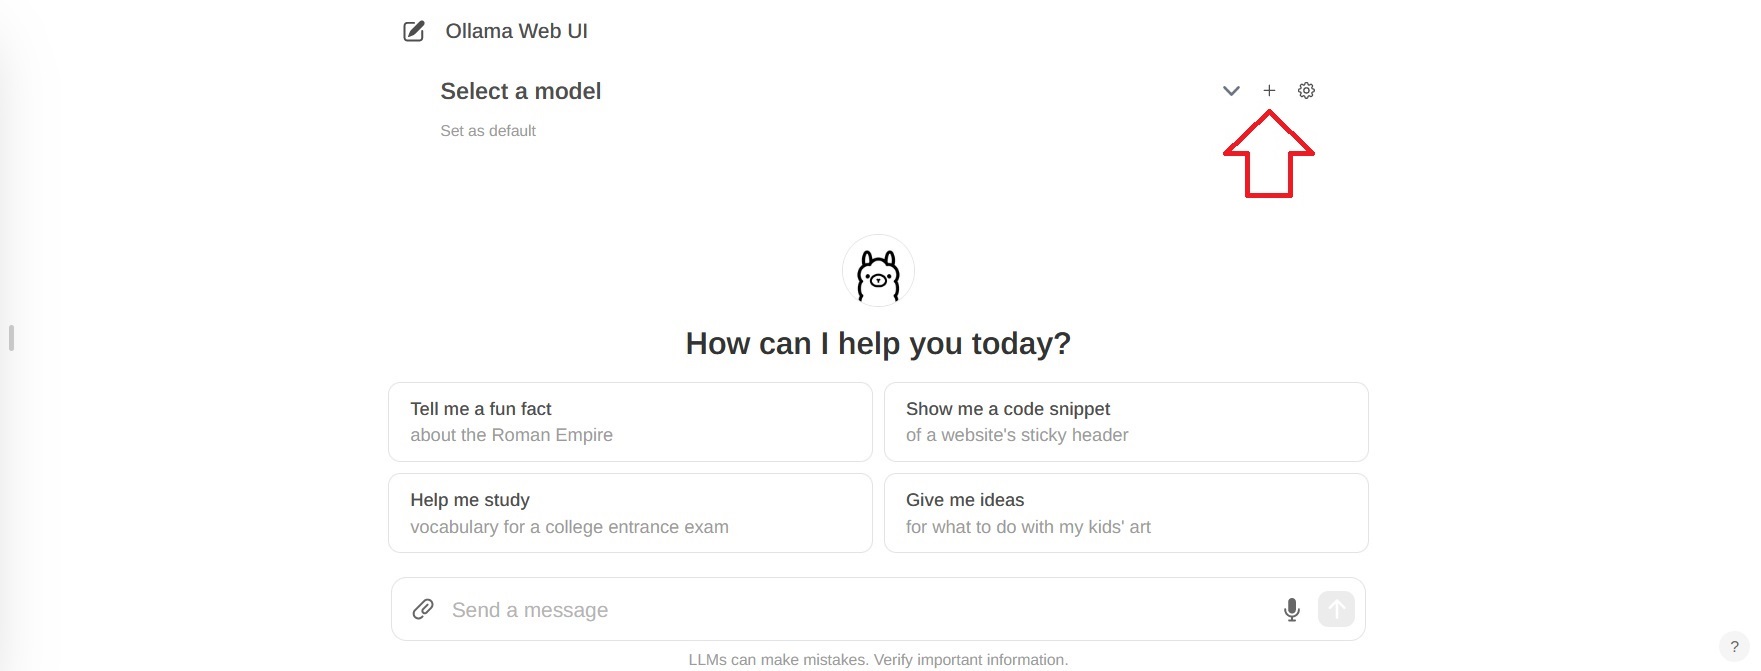 Ollama Web UI
Select a model
Set as default
How can I help you today?
Tell me a fun fact
about the Roman Empire
Show me a code snippet
of a website's sticky header
Help me study
vocabulary for a college entrance exam
Give me ideas
for what to do with my kids' art
Send a message
LLMs can make mistakes. Verify important information.
?